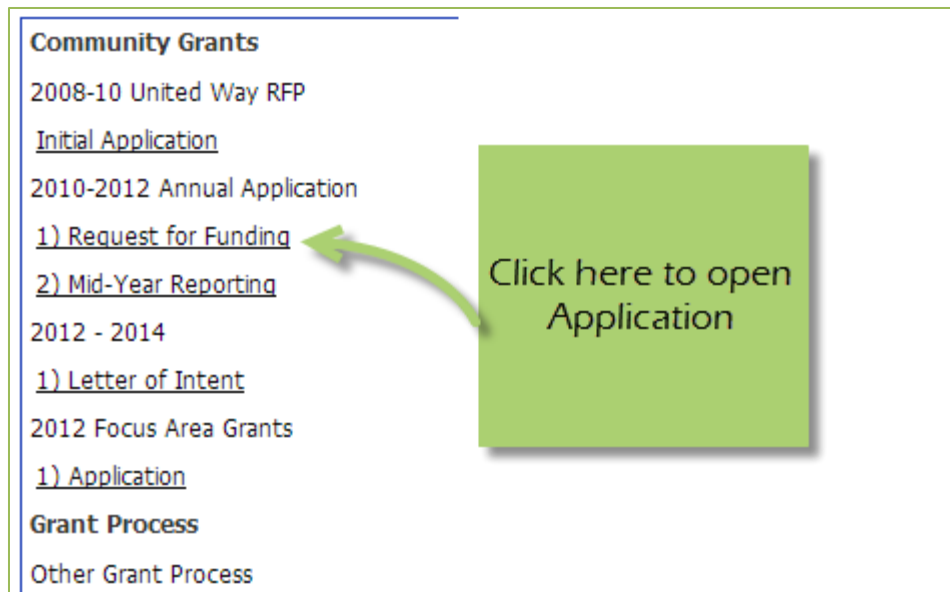 Community Grants
2008-10 United Way RFP
Initial Application
2010-2012 Annual Application
1) Request for Funding
2) Mid-Year Reporting
2012 - 2014
1) Letter of Intent
2012 Focus Area Grants
1) Application
Grant Process
Other Grant Process
Click here to open
Application